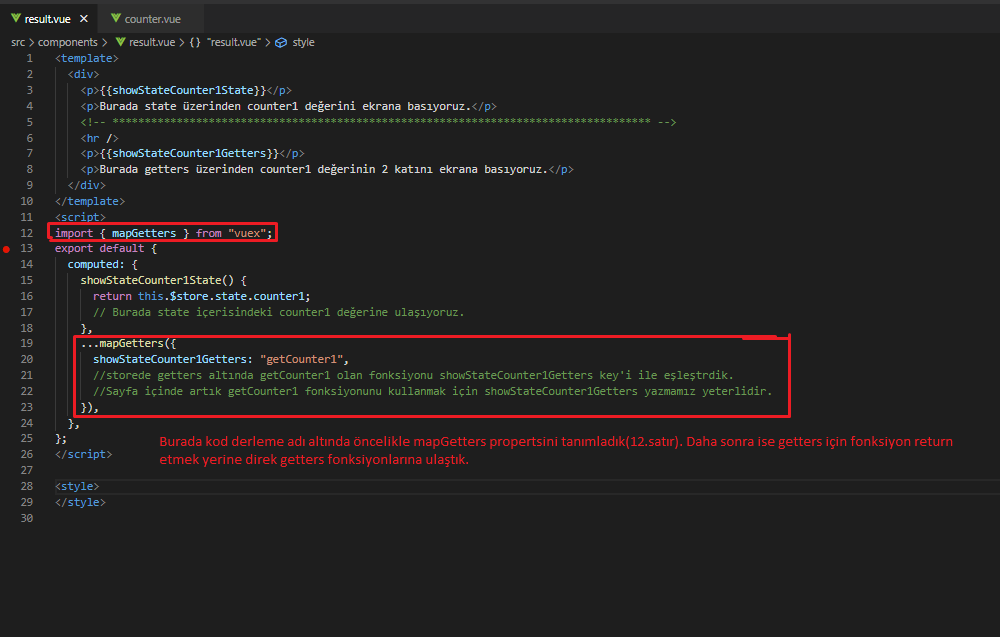 result.vue ×
counter.vue
src > components > result.vue > {} "result.vue" > style
1 <template>
2 <div>
3 <p>{{showStateCounter1State}}</p>
4 <p>Burada state üzerinden counter1 değerini ekrana basıyoruz.</p>
5 <!-- ************************************************************************************ -->
6 <hr />
7 <p>{{showStateCounter1Getters}}</p>
8 <p>Burada getters üzerinden counter1 değerinin 2 katını ekrana basıyoruz.</p>
9 </div>
10 </template>
11 <script>
12 import { mapGetters } from "vuex";
13 export default {
14 computed: {
15 showStateCounter1State() {
16 return this.$store.state.counter1;
17 // Burada state içerisindeki counter1 değerine ulaşıyoruz.
18 },
19 ...mapGetters({
20 showStateCounter1Getters: "getCounter1",
21 //storede getters altında getCounter1 olan fonksiyonu showStateCounter1Getters key'i ile eşleştrdik.
22 //Sayfa içinde artık getCounter1 fonksiyonunu kullanmak için showStateCounter1Getters yazmamız yeterlidir.
23 }),
24 },
25 };
26 </script>
27
28 <style>
29 </style>
30
Burada kod derleme adı altında öncelikle mapGetters propertsini tanımladık(12.satır). Daha sonra ise getters için fonksiyon return
etmek yerine direk getters fonksiyonlarına ulaştık.